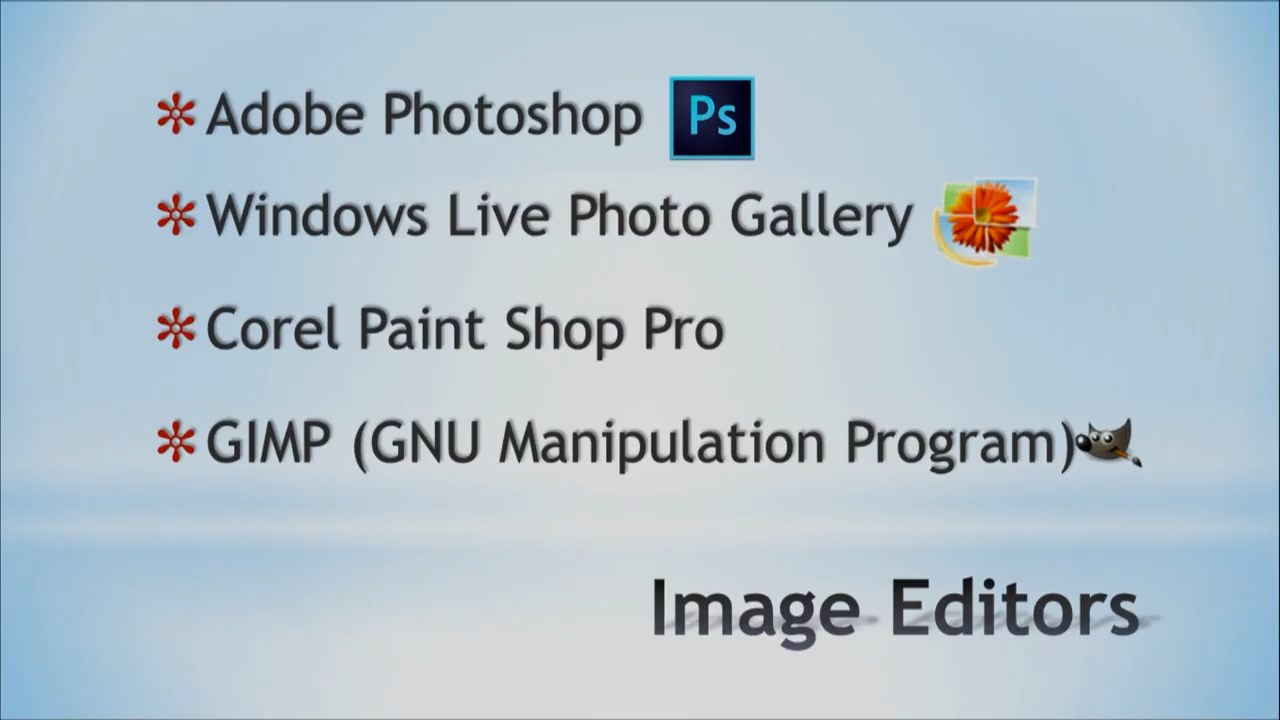 Adobe Photoshop Ps
Windows Live Photo Gallery
Corel Paint Shop Pro
GIMP (GNU Manipulation Program)
Image Editors